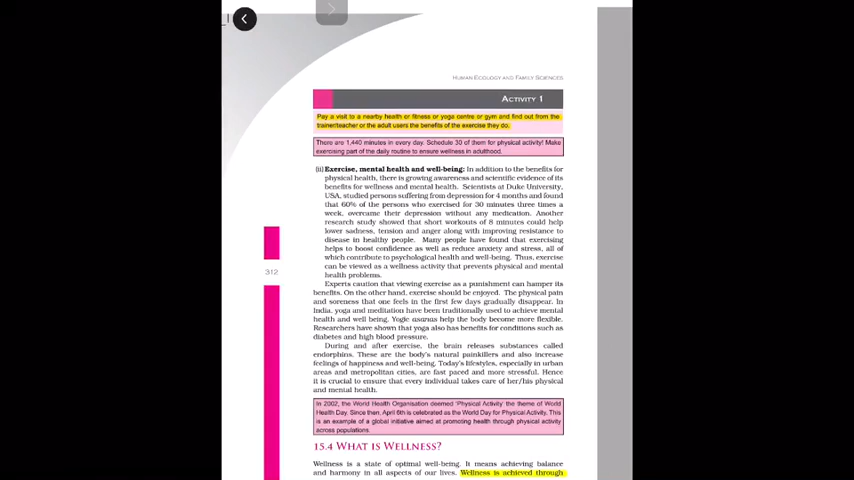 HUMAN ECOLOGY AND FAMILY SCIENCES
ACTIVITY 1
Pay a visit to a nearby health or fitness or yoga centre or gym and find out from the
trainer/teacher or the adult users the benefits of the exercise they do.
There are 1,440 minutes in every day. Schedule 30 of them for physical activity! Make
exercising part of the daily routine to ensure wellness in adulthood.
(ii) Exercise, mental health and well-being: In addition to the benefits for
physical health, there is growing awareness and scientific evidence of its
benefits for wellness and mental health. Scientists at Duke University,
USA, studied persons suffering from depression for 4 months and found
that 60% of the persons who exercised for 30 minutes three times a
week, overcame their depression without any medication. Another
research study showed that short workouts of 8 minutes could help
lower sadness, tension and anger along with improving resistance to
disease in healthy people. Many people have found that exercising
helps to boost confidence as well as reduce anxiety and stress, all of
which contribute to psychological health and well-being. Thus, exercise
can be viewed as a wellness activity that prevents physical and mental
health problems.
312
Experts caution that viewing exercise as a punishment can hamper its
benefits. On the other hand, exercise should be enjoyed. The physical pain
and soreness that one feels in the first few days gradually disappear. In
India, yoga and meditation have been traditionally used to achieve mental
health and well being. Yogic asanas help the body become more flexible.
Researchers have shown that yoga also has benefits for conditions such as
diabetes and high blood pressure.
During and after exercise, the brain releases substances called
endorphins. These are the body's natural painkillers and also increase
feelings of happiness and well-being. Today's lifestyles, especially in urban
areas and metropolitan cities, are fast paced and more stressful. Hence
it is crucial to ensure that every individual takes care of her/his physical
and mental health.
In 2002, the World Health Organisation deemed 'Physical Activity' the theme of World
Health Day. Since then, April 6th is celebrated as the World Day for Physical Activity. This
is an example of a global initiative aimed at promoting health through physical activity
across populations.
15.4 WHAT IS WELLNESS?
Wellness is a state of optimal well-being. It means achieving balance
and harmony in all aspects of our lives. Wellness is achieved through